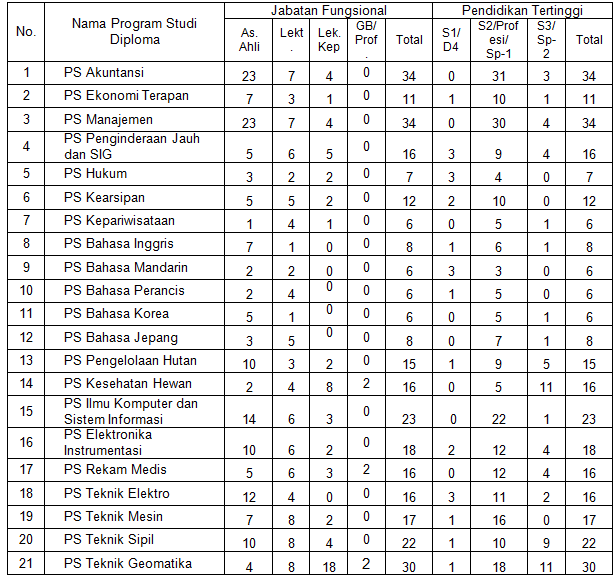 No. Nama Program Studi Diploma Jabatan Fungsional Pendidikan Tertinggi
As. Ahli Lekt. Lek. Kep GB/Prof. Total S1/D4 S2/Profesi/Sp-1 S3/Sp-2 Total
1 PS Akuntansi 23 7 4 0 34 0 31 3 34
2 PS Ekonomi Terapan 7 3 1 0 11 1 10 1 11
3 PS Manajemen 23 7 4 0 34 0 30 4 34
4 PS Penginderaan Jauh dan SIG 5 6 5 0 16 3 9 4 16
5 PS Hukum 3 2 2 0 7 3 4 0 7
6 PS Kearsipan 5 5 2 0 12 2 10 0 12
7 PS Kepariwisataan 1 4 1 0 6 0 5 1 6
8 PS Bahasa Inggris 7 1 0 0 8 1 6 1 8
9 PS Bahasa Mandarin 2 2 0 0 6 3 3 0 6
10 PS Bahasa Perancis 2 4 0 0 6 1 5 0 6
11 PS Bahasa Korea 5 1 0 0 6 0 5 1 6
12 PS Bahasa Jepang 3 5 0 0 8 0 7 1 8
13 PS Pengelolaan Hutan 10 3 2 0 15 1 9 5 15
14 PS Kesehatan Hewan 2 4 8 2 16 0 5 11 16
15 PS Ilmu Komputer dan Sistem Informasi 14 6 3 0 23 0 22 1 23
16 PS Elektronika Instrumentasi 10 6 2 0 18 2 12 4 18
17 PS Rekam Medis 5 6 3 2 16 0 12 4 16
18 PS Teknik Elektro 12 4 0 0 16 3 11 2 16
19 PS Teknik Mesin 7 8 2 0 17 1 16 0 17
20 PS Teknik Sipil 10 8 4 0 22 1 10 9 22
21 PS Teknik Geomatika 4 8 18 2 30 1 18 11 30